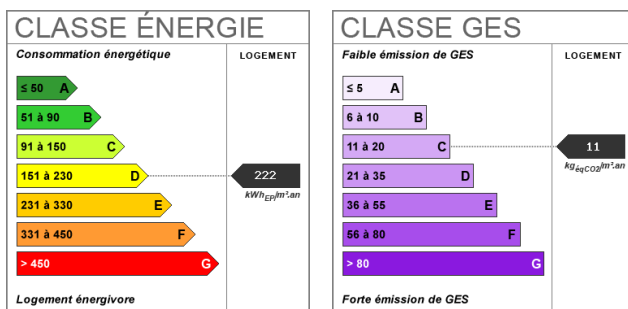 CLASSE ÉNERGIE
Consommation énergétique
LOGEMENT
≤ 50 A
51 à 90 B
91 à 150 C
151 à 230 D
222
kWhEP/m².an
231 à 330 E
331 à 450 F
> 450 G
Logement énergivore
CLASSE GES
Faible émission de GES
LOGEMENT
≤ 5 A
6 à 10 B
11 à 20 C
11
kgéqCO2/m².an
21 à 35 D
36 à 55 E
56 à 80 F
> 80 G
Forte émission de GES